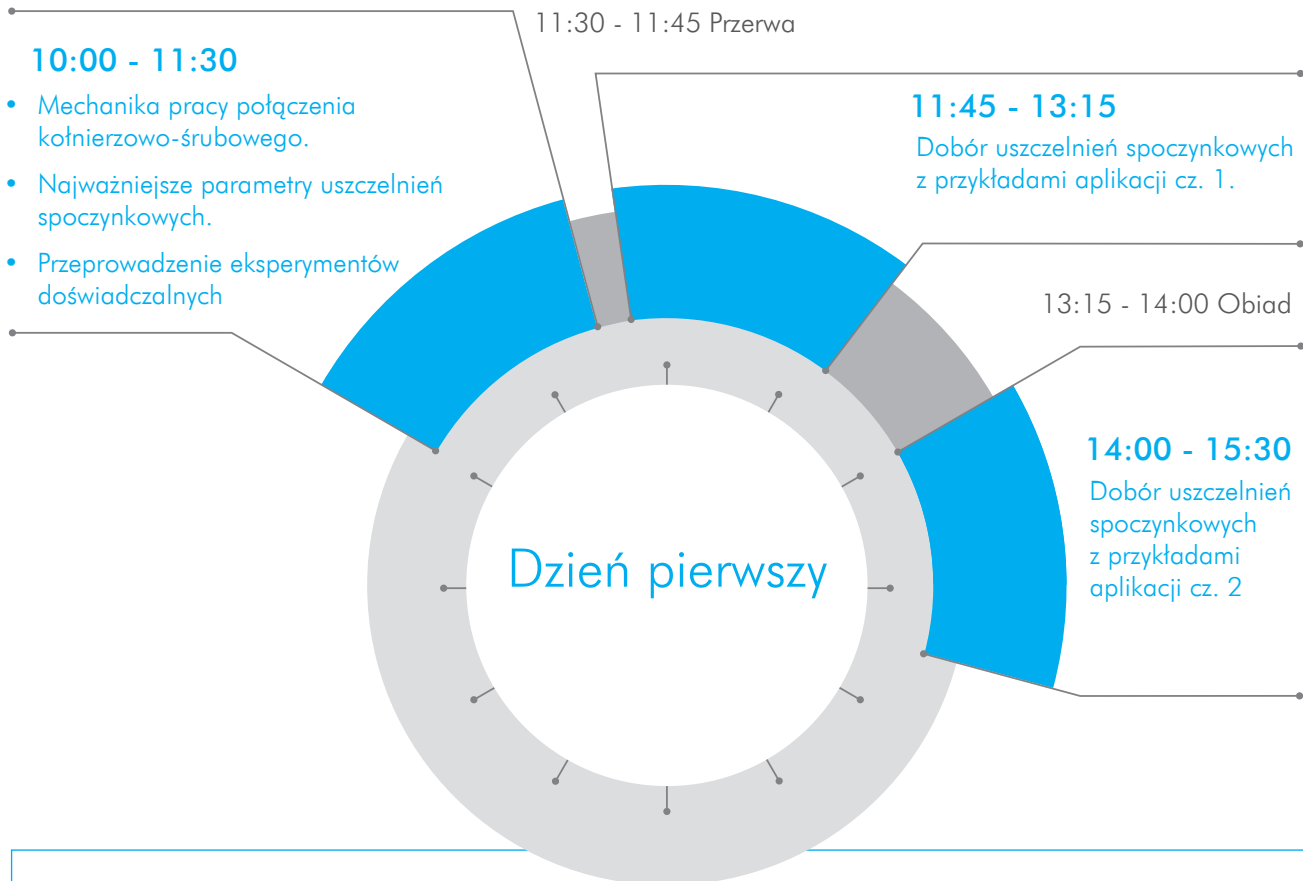 11:30 - 11:45 Przerwa
10:00 - 11:30
• Mechanika pracy połączenia
kołnierzowo-śrubowego.
• Najważniejsze parametry uszczelnień
spoczynkowych.
• Przeprowadzenie eksperymentów
doświadczalnych
11:45 - 13:15
Dobór uszczelnień spoczynkowych
z przykładami aplikacji cz. 1.
13:15 - 14:00 Obiad
14:00 - 15:30
Dobór uszczelnień
spoczynkowych
z przykładami
aplikacji cz. 2
Dzień pierwszy